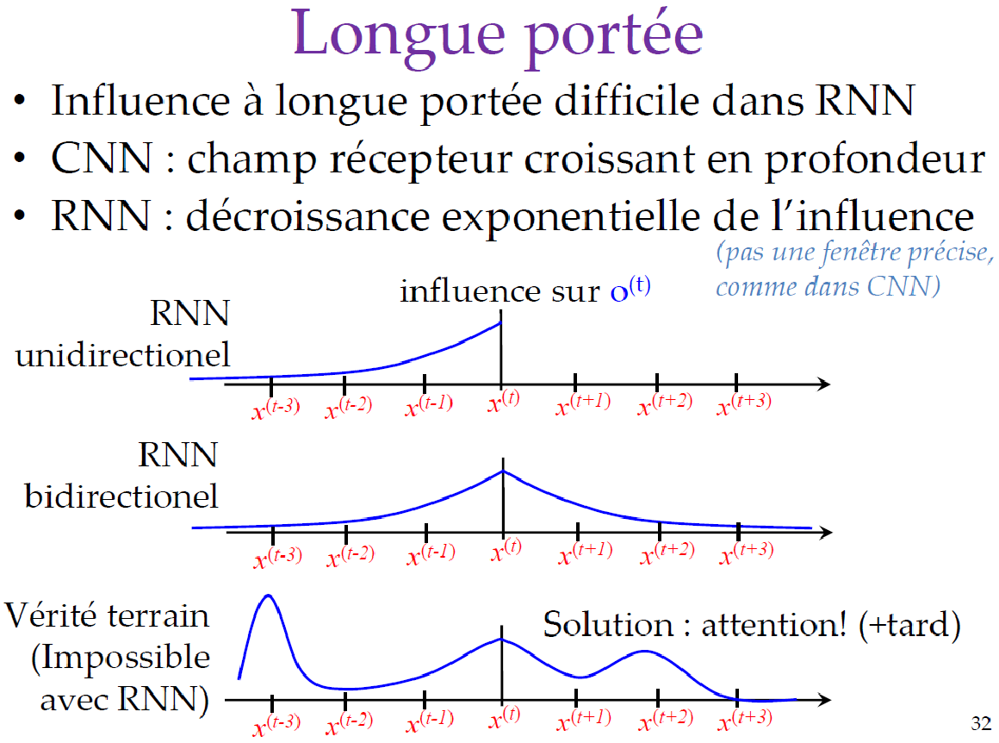 Longue portée
• Influence à longue portée difficile dans RNN
• CNN : champ récepteur croissant en profondeur
• RNN : décroissance exponentielle de l’influence
(pas une fenêtre précise,
comme dans CNN)
influence sur o(t)
RNN
unidirectionel
x(t-3) x(t-2) x(t-1) x(t) x(t+1) x(t+2) x(t+3)
RNN
bidirectionel
x(t-3) x(t-2) x(t-1) x(t) x(t+1) x(t+2) x(t+3)
Vérité terrain
(Impossible
avec RNN)
Solution : attention! (+tard)
x(t-3) x(t-2) x(t-1) x(t) x(t+1) x(t+2) x(t+3)
32